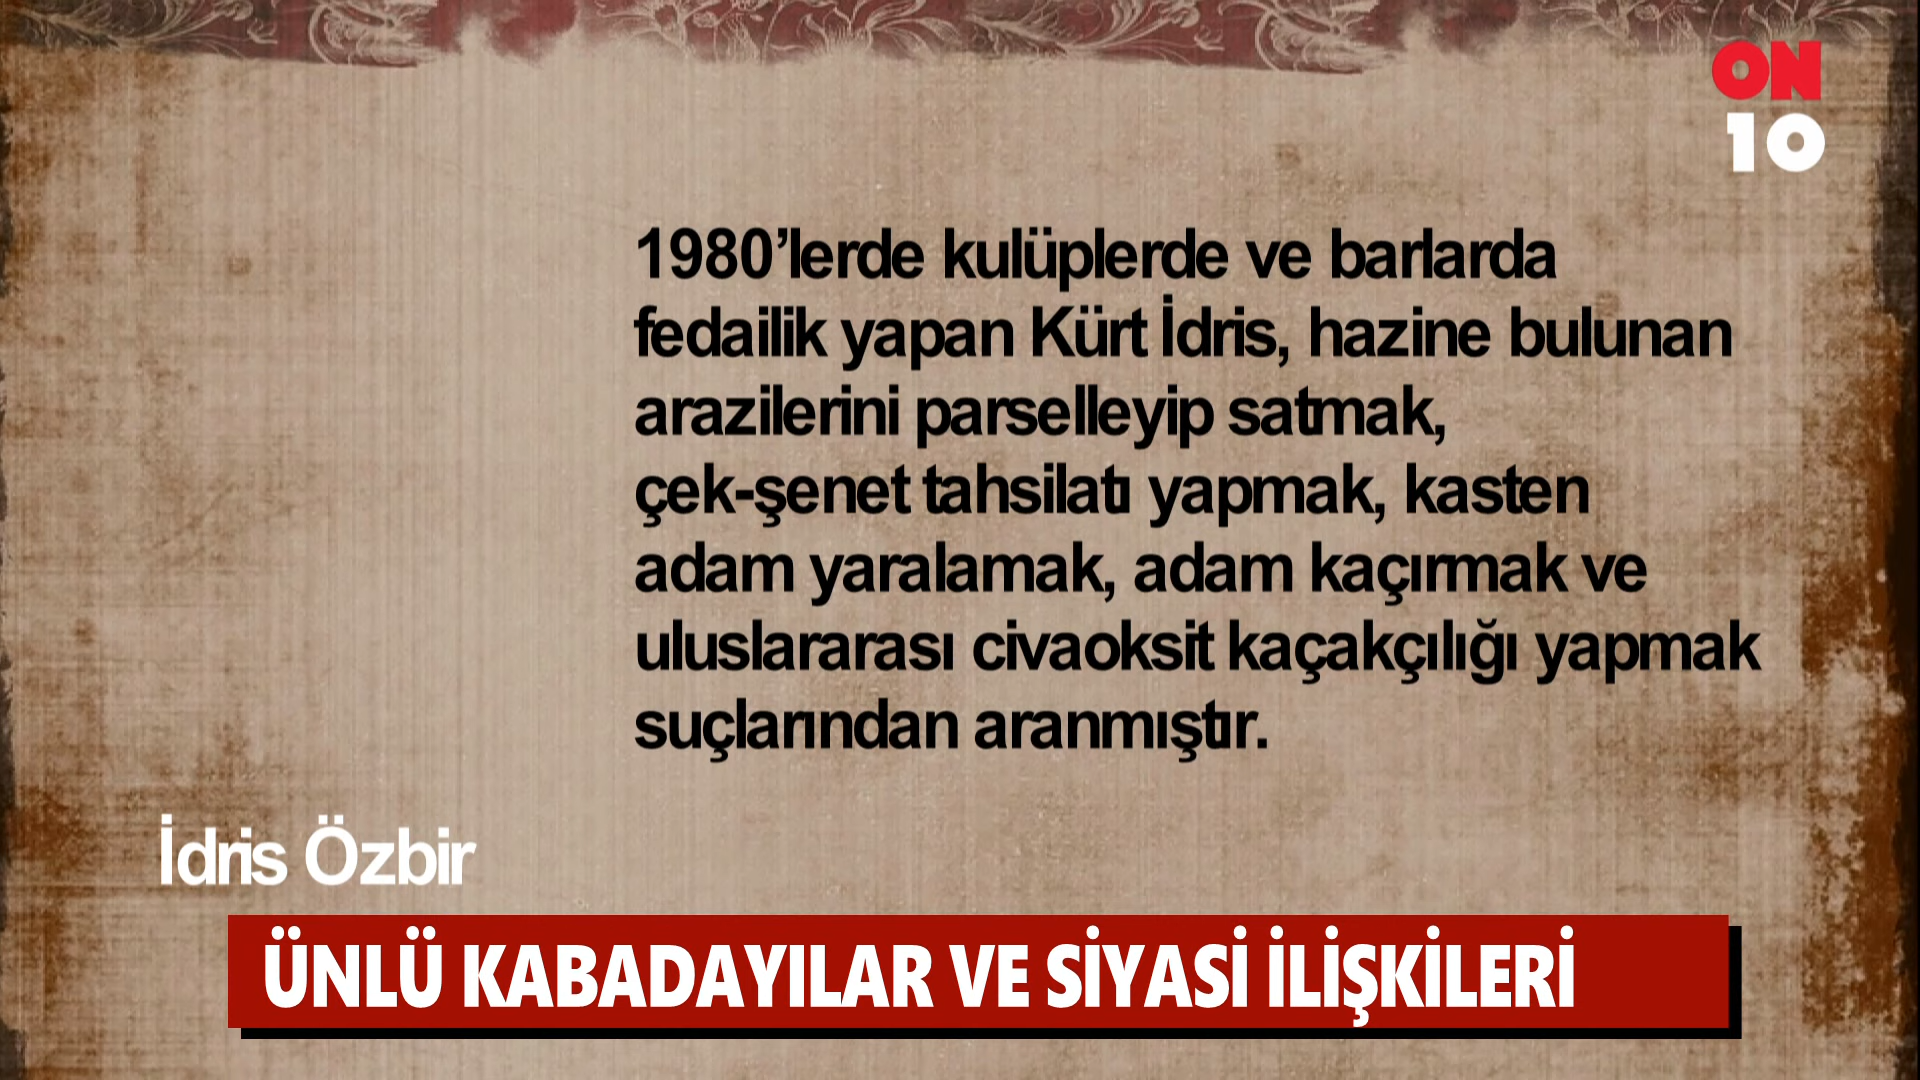 ON
10
1980’lerde kulüplerde ve barlarda
fedailik yapan Kürt İdris, hazine bulunan
arazilerini parselleyip satmak,
çek-şenet tahsilatı yapmak, kasten
adam yaralamak, adam kaçırmak ve
uluslararası civaoksit kaçakçılığı yapmak
suçlarından aranmıştır.
İdris Özbir
ÜNLÜ KABADAYILAR VE SİYASİ İLİŞKİLERİ